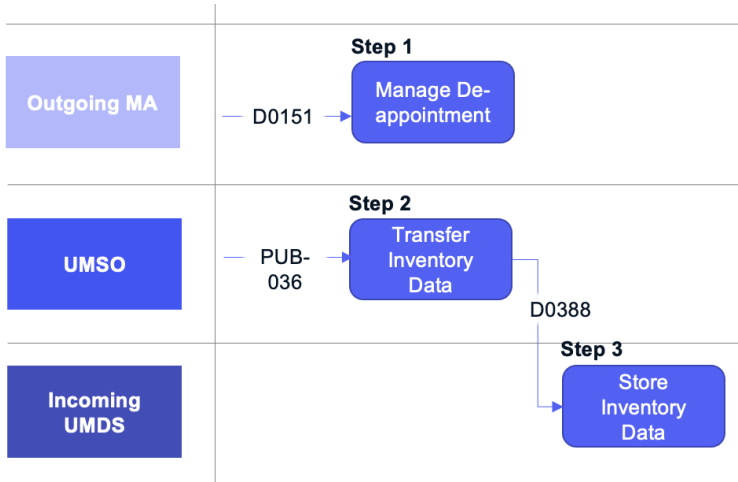 Step 1
Outgoing MA
D0151
Manage De-
appointment
Step 2
UMSO
PUB-
036
Transfer
Inventory
Data
D0388
Step 3
Incoming
UMDS
Store
Inventory
Data